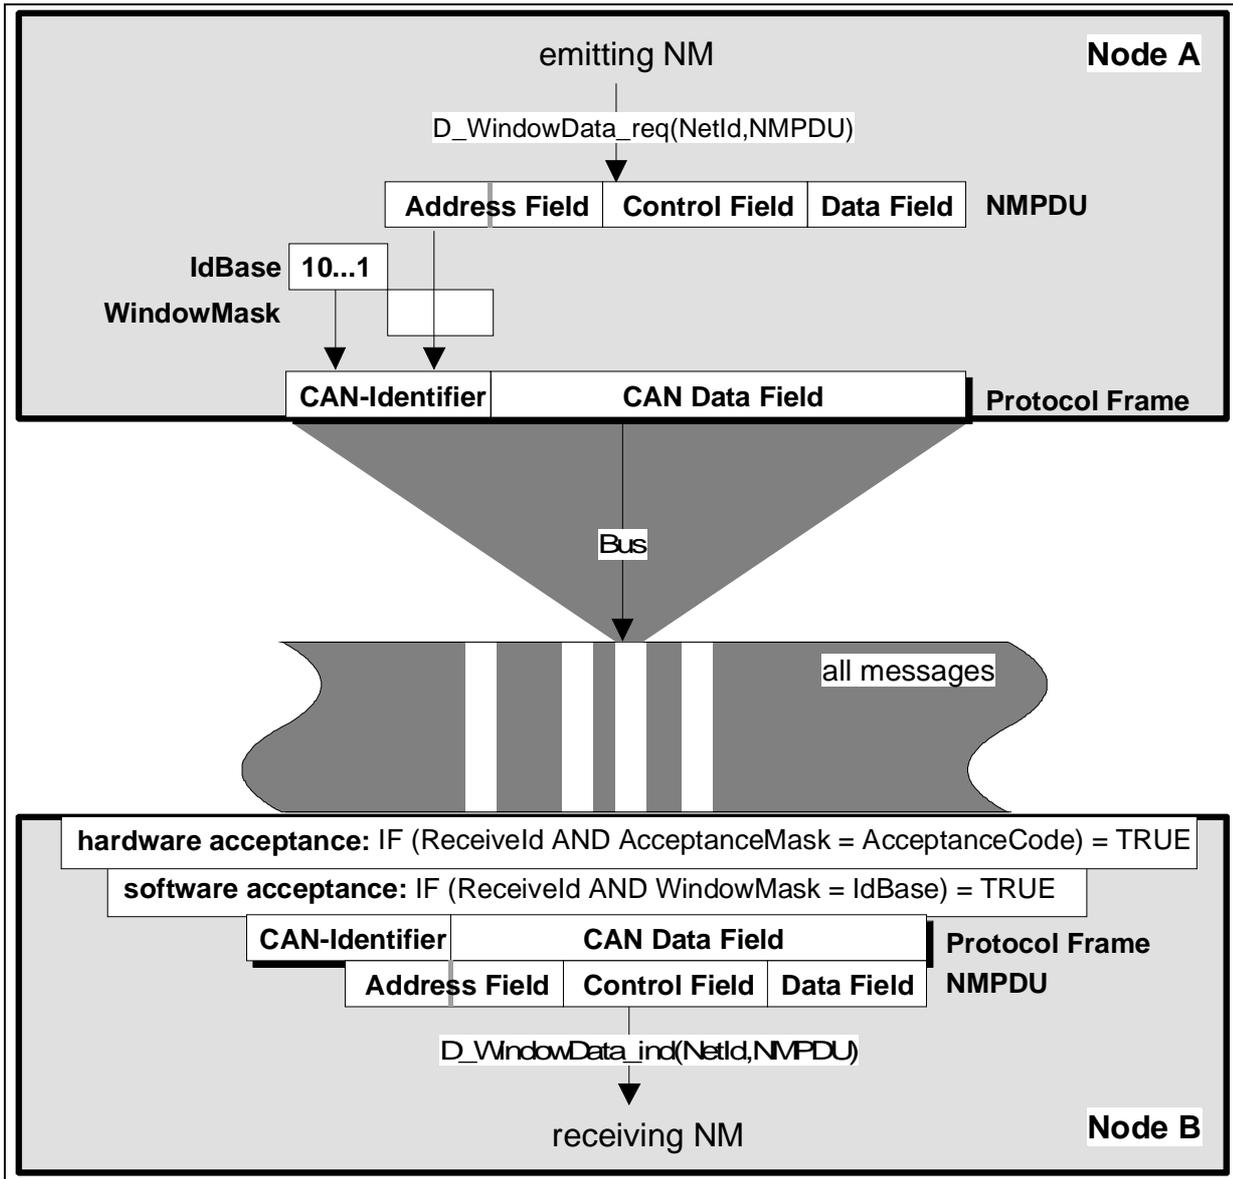 emitting NM
Node A
D_WindowData_req(NetId,NMPDU)
Address Field Control Field Data Field NMPDU
IdBase 10...1
WindowMask
CAN-Identifier CAN Data Field Protocol Frame
Bus
all messages
hardware acceptance: IF (ReceiveId AND AcceptanceMask = AcceptanceCode) = TRUE
software acceptance: IF (ReceiveId AND WindowMask = IdBase) = TRUE
CAN-Identifier CAN Data Field Protocol Frame
Address Field Control Field Data Field NMPDU
D_WindowData_ind(NetId,NMPDU)
receiving NM
Node B